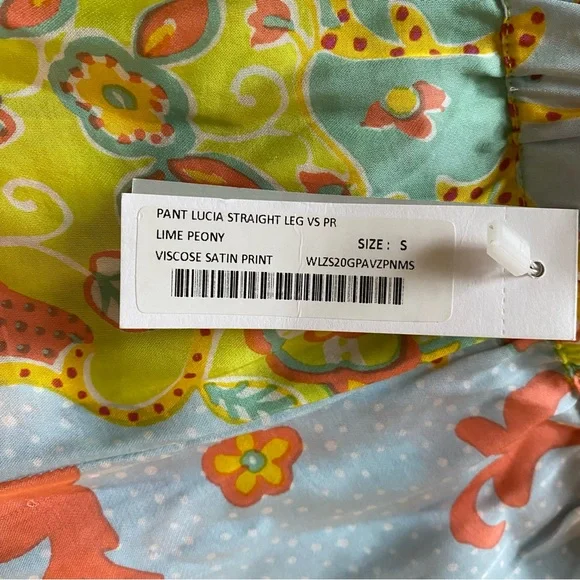 PANT LUCIA STRAIGHT LEG VS PR
LIME PEONY SIZE : S
VISCOSE SATIN PRINT WLZS20GPAVZPNMS